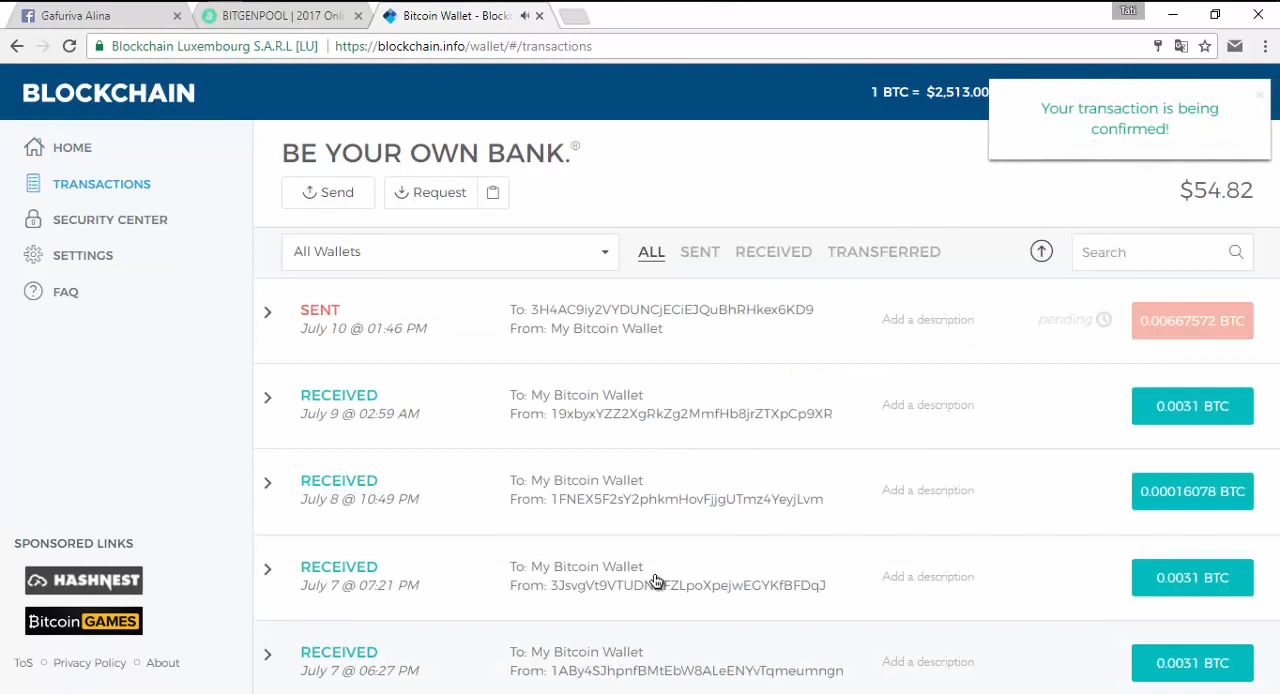 Gafuriva Alina
BITGENPOOL | 2017 Onli
Bitcoin Wallet - Blockc
Tati
Blockchain Luxembourg S.A.R.L [LU]
https://blockchain.info/wallet/#/transactions
BLOCKCHAIN
1 BTC = $2,513.00
Your transaction is being
confirmed!
HOME
TRANSACTIONS
SECURITY CENTER
SETTINGS
FAQ
BE YOUR OWN BANK.®
Send
Request
$54.82
All Wallets
ALL SENT RECEIVED TRANSFERRED
Search
SENT
July 10 @ 01:46 PM
To: 3H4AC9iy2VYDUNCjECiEJQuBhRHkex6KD9
From: My Bitcoin Wallet
Add a description
pending
0.00667572 BTC
RECEIVED
July 9 @ 02:59 AM
To: My Bitcoin Wallet
From: 19xbyxYZZ2XgRkZg2MmfHb8jrZTXpCp9XR
Add a description
0.0031 BTC
RECEIVED
July 8 @ 10:49 PM
To: My Bitcoin Wallet
From: 1FNEX5F2sY2phkmHovFjjgUTmz4YeyjLvm
Add a description
0.00016078 BTC
RECEIVED
July 7 @ 07:21 PM
To: My Bitcoin Wallet
From:
Add a description
0.0031 BTC
RECEIVED
July 7 @ 06:27 PM
To: My Bitcoin Wallet
From: 1ABy4SJhpnfBMtEbW8ALeENYvTqmeumngn
Add a description
0.0031 BTC
SPONSORED LINKS
HASHNEST
Bitcoin GAMES
ToS Privacy Policy About